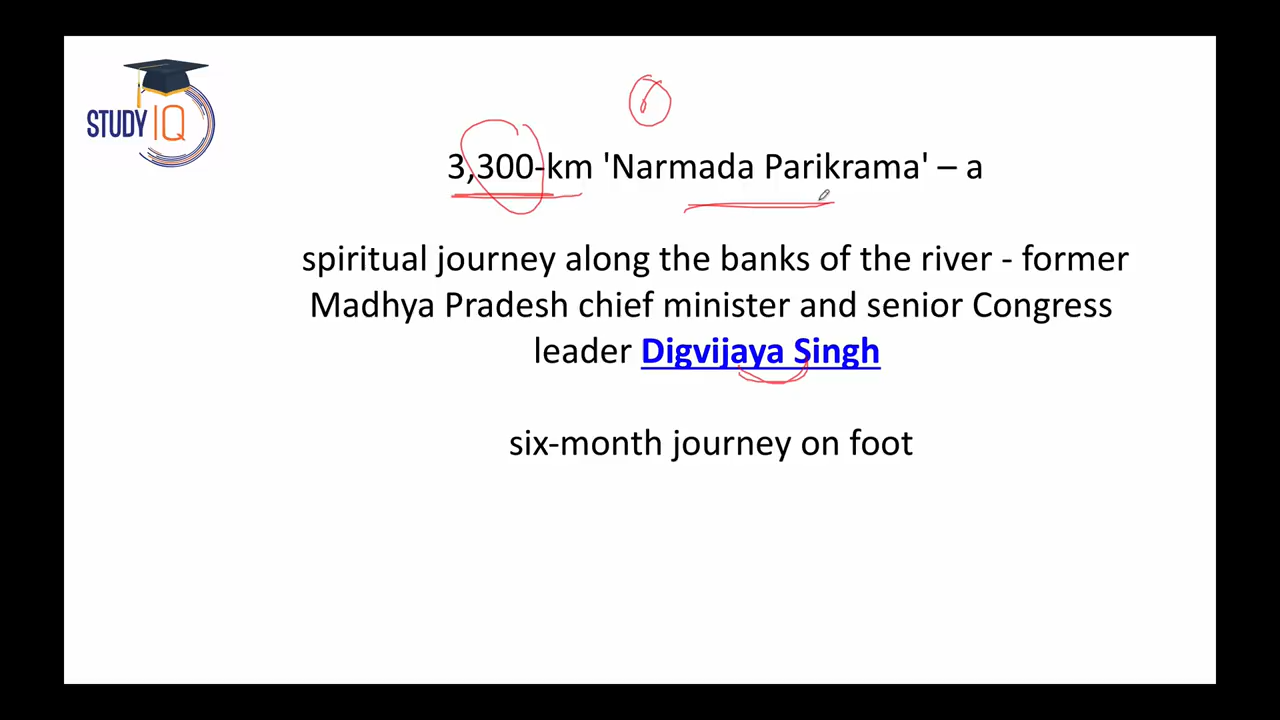 STUDY IQ
3,300-km 'Narmada Parikrama' – a
spiritual journey along the banks of the river - former
Madhya Pradesh chief minister and senior Congress
leader Digvijaya Singh
six-month journey on foot